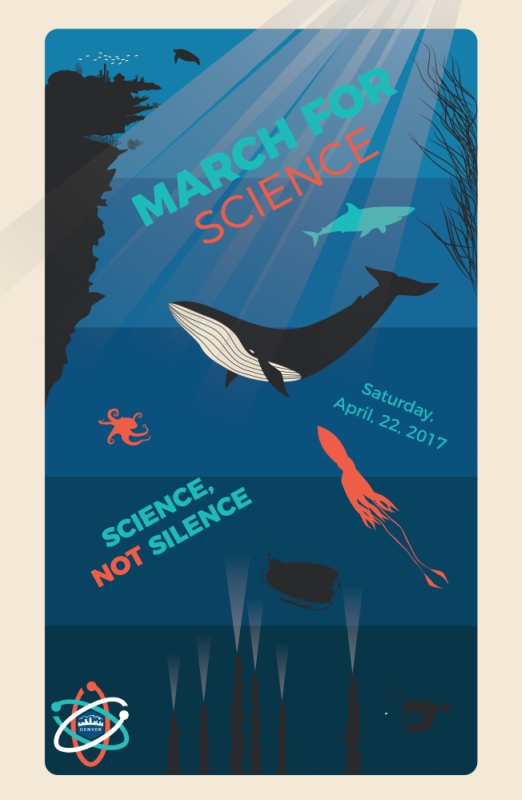 MARCH FOR
SCIENCE
Saturday,
April, 22, 2017
SCIENCE,
NOT SILENCE
DENVER